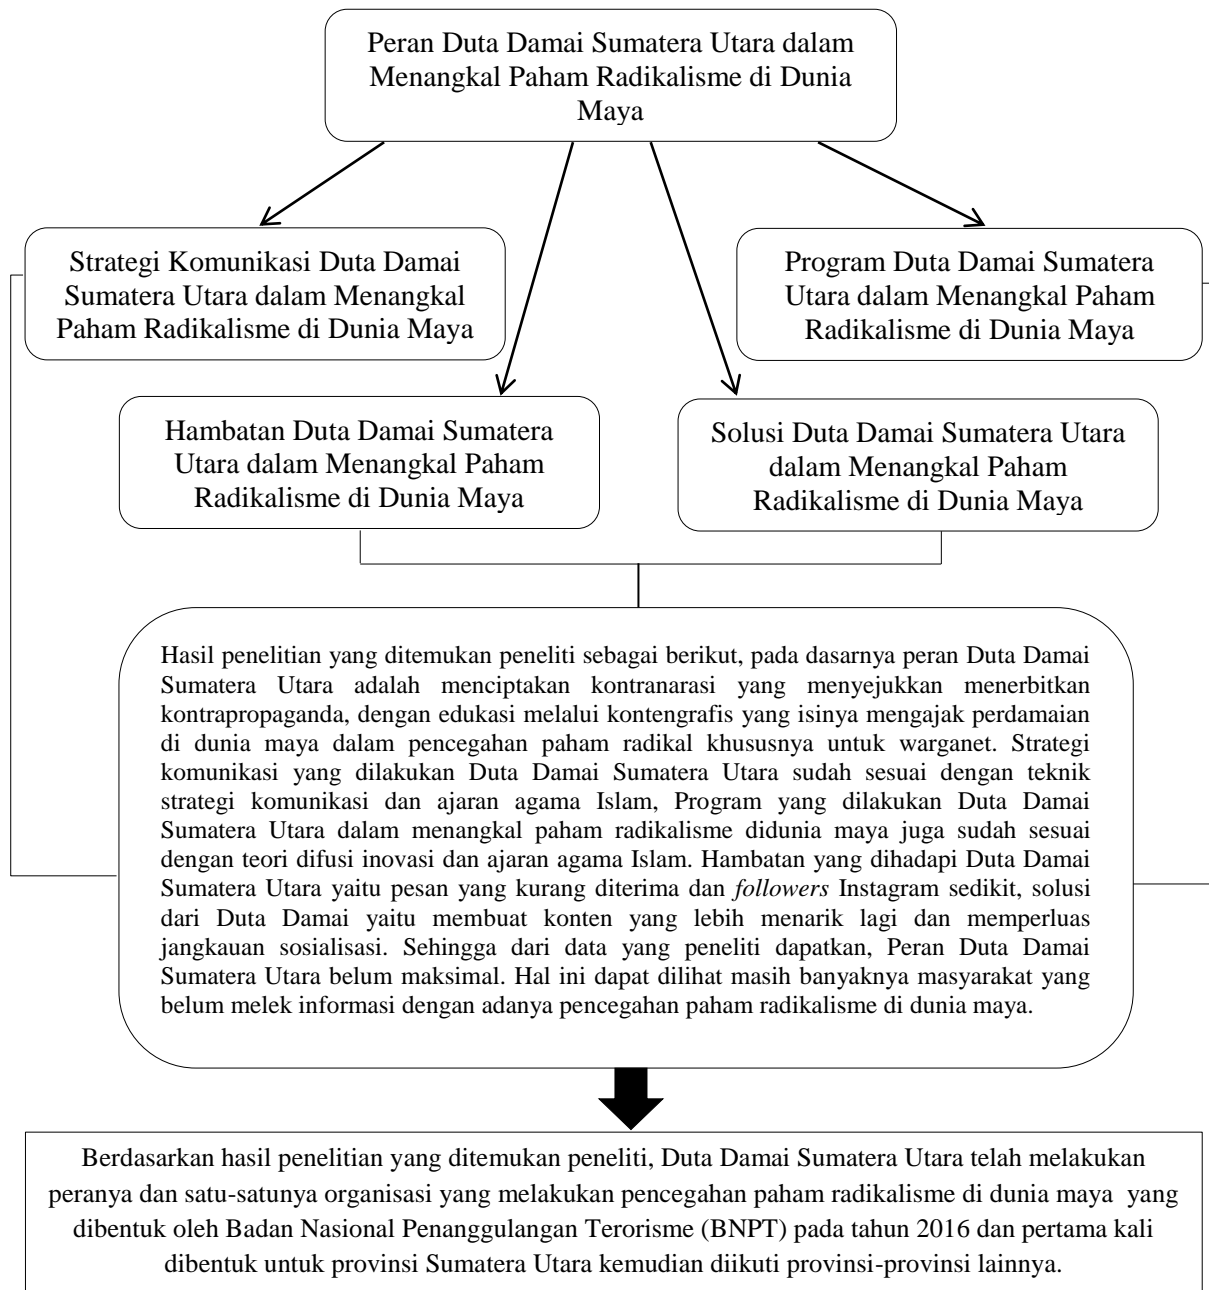 Peran Duta Damai Sumatera Utara dalam
Menangkal Paham Radikalisme di Dunia
Maya
Strategi Komunikasi Duta Damai
Sumatera Utara dalam Menangkal
Paham Radikalisme di Dunia Maya
Program Duta Damai Sumatera
Utara dalam Menangkal Paham
Radikalisme di Dunia Maya
Hambatan Duta Damai Sumatera
Utara dalam Menangkal Paham
Radikalisme di Dunia Maya
Solusi Duta Damai Sumatera Utara
dalam Menangkal Paham
Radikalisme di Dunia Maya
Hasil penelitian yang ditemukan peneliti sebagai berikut, pada dasarnya peran Duta Damai
Sumatera Utara adalah menciptakan kontranarasi yang menyejukkan menerbitkan
kontrapropaganda, dengan edukasi melalui kontengrafis yang isinya mengajak perdamaian
di dunia maya dalam pencegahan paham radikal khususnya untuk warganet. Strategi
komunikasi yang dilakukan Duta Damai Sumatera Utara sudah sesuai dengan teknik
strategi komunikasi dan ajaran agama Islam, Program yang dilakukan Duta Damai
Sumatera Utara dalam menangkal paham radikalisme didunia maya juga sudah sesuai
dengan teori difusi inovasi dan ajaran agama Islam. Hambatan yang dihadapi Duta Damai
Sumatera Utara yaitu pesan yang kurang diterima dan followers Instagram sedikit, solusi
dari Duta Damai yaitu membuat konten yang lebih menarik lagi dan memperluas
jangkauan sosialisasi. Sehingga dari data yang peneliti dapatkan, Peran Duta Damai
Sumatera Utara belum maksimal. Hal ini dapat dilihat masih banyaknya masyarakat yang
belum melek informasi dengan adanya pencegahan paham radikalisme di dunia maya.
Berdasarkan hasil penelitian yang ditemukan peneliti, Duta Damai Sumatera Utara telah melakukan
peranya dan satu-satunya organisasi yang melakukan pencegahan paham radikalisme di dunia maya yang
dibentuk oleh Badan Nasional Penanggulangan Terorisme (BNPT) pada tahun 2016 dan pertama kali
dibentuk untuk provinsi Sumatera Utara kemudian diikuti provinsi-provinsi lainnya.